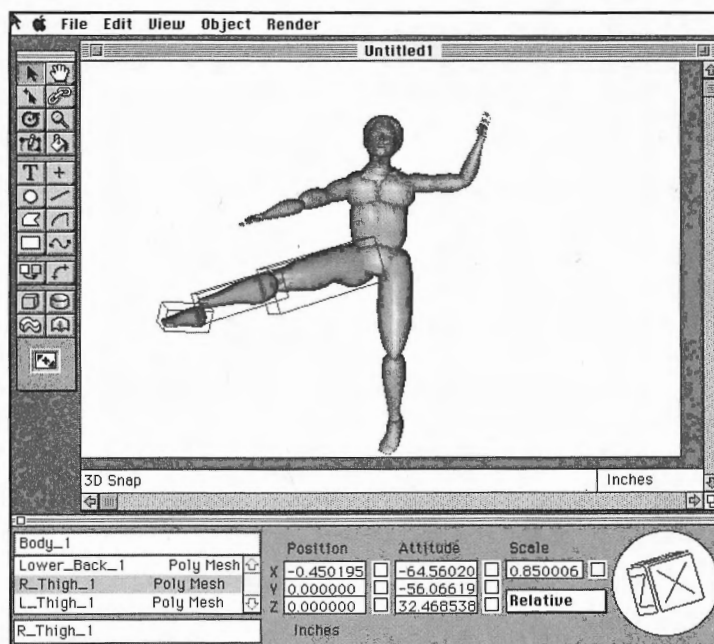 File Edit View Object Render
Untitled1
T
3D Snap
Inches
Body_1
Lower_Back_1 Poly Mesh
R_Thigh_1 Poly Mesh
L_Thigh_1 Poly Mesh
R_Thigh_1
Position Attitude Scale
X -0.450195 -64.56020 0.850006
Y 0.000000 -56.06619
Z 0.000000 32.468538
Relative
Inches